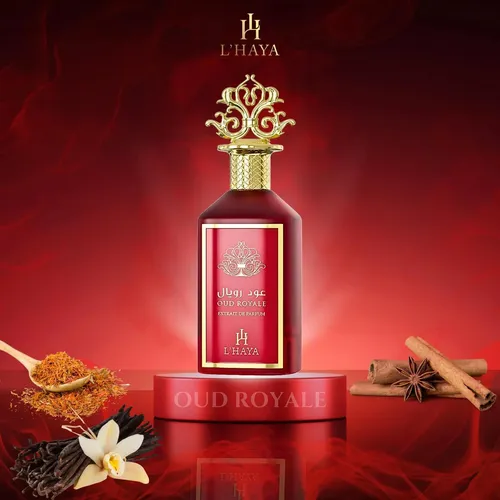 L'HAYA
عود رويال
OUD ROYALE
EXTRAIT DE PARFUM
L'HAYA
OUD ROYALE